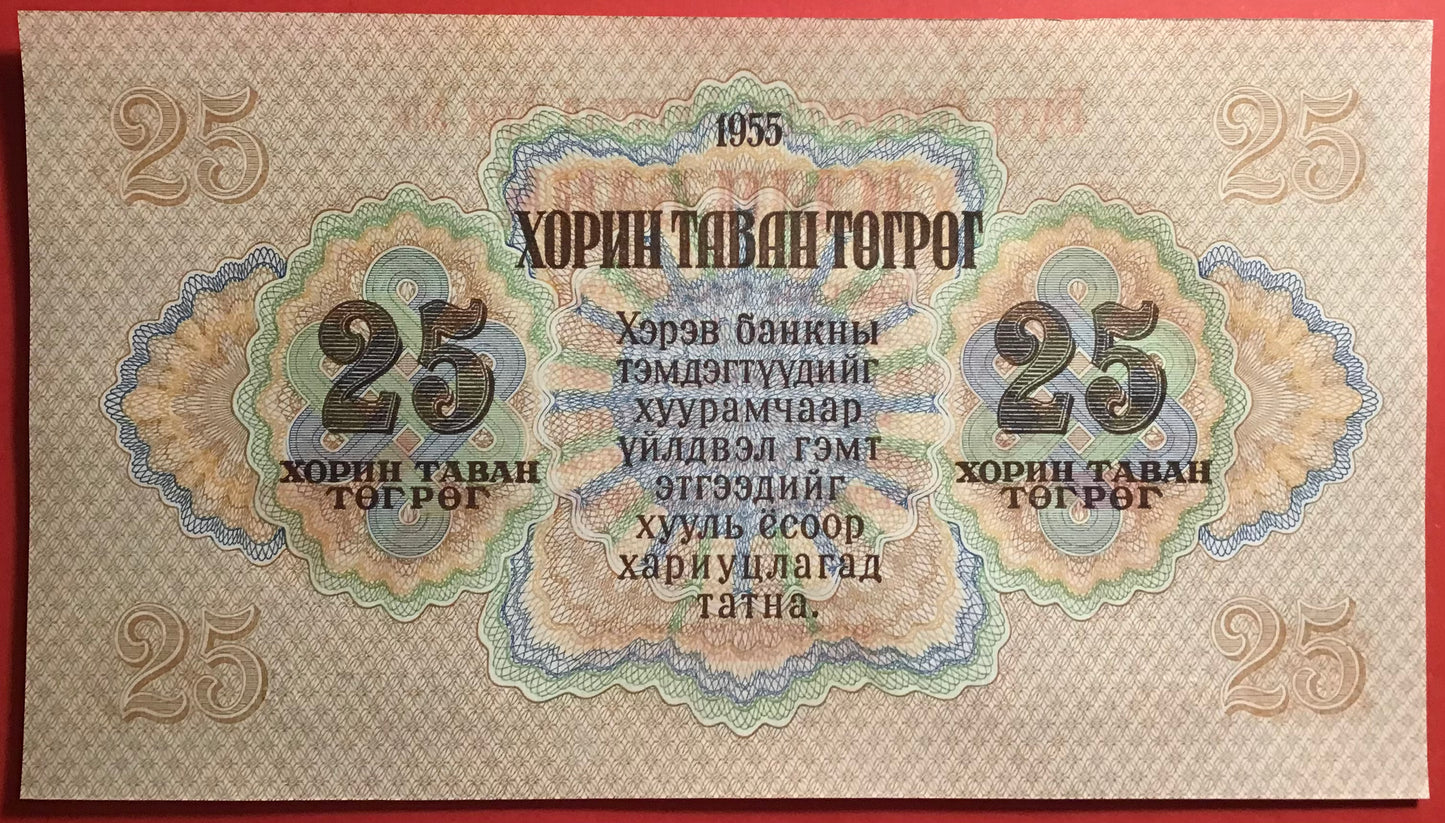 25
25
1955
ХОРИН ТАВАН ТӨГРӨГ
25
ХОРИН ТАВАН
ТӨГРӨГ
Хэрэв банкны
тэмдэгтүүдийг
хуурамчаар
үйлдвэл гэмт
этгээдийг
хууль ёсоор
хариуцлагад
татна.
25
ХОРИН ТАВАН
ТӨГРӨГ
25
25